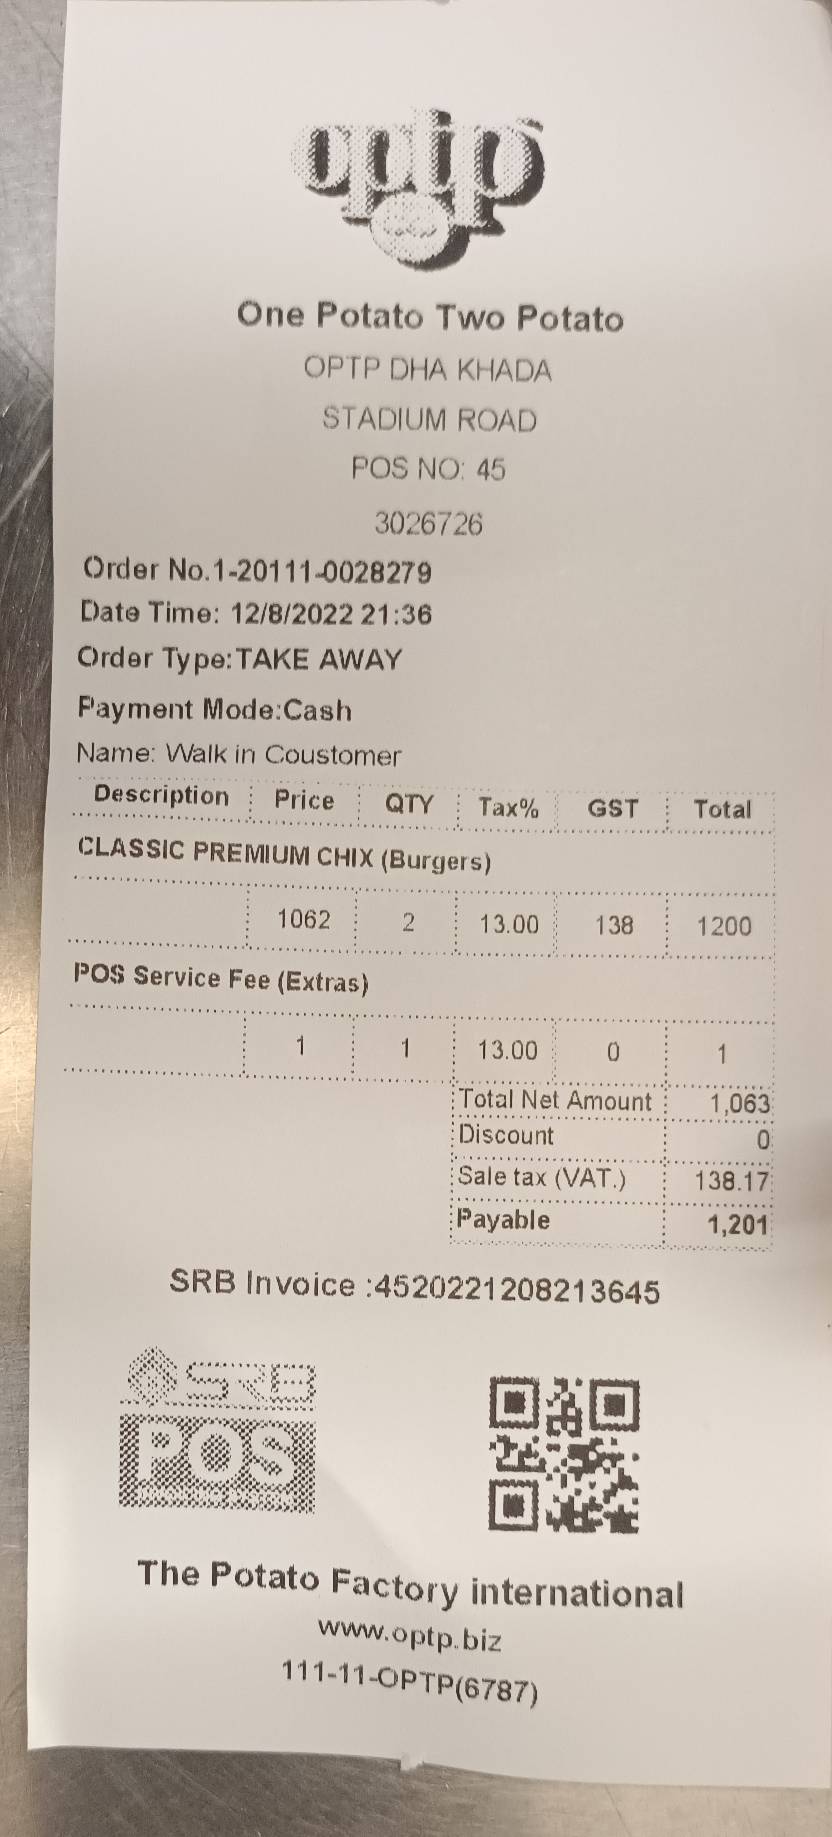 optp
One Potato Two Potato
OPTP DHA KHADA
STADIUM ROAD
POS NO: 45
3026726
Order No.1-20111-0028279
Date Time: 12/8/2022 21:36
Order Type:TAKE AWAY
Payment Mode:Cash
Name: Walk in Coustomer
Description Price QTY Tax% GST Total
CLASSIC PREMIUM CHIX (Burgers)
1062 2 13.00 138 1200
POS Service Fee (Extras)
1 1 13.00 0 1
Total Net Amount 1,063
Discount 0
Sale tax (VAT.) 138.17
Payable 1,201
SRB Invoice :4520221208213645
SRB
POS
The Potato Factory international
www.optp.biz
111-11-OPTP(6787)